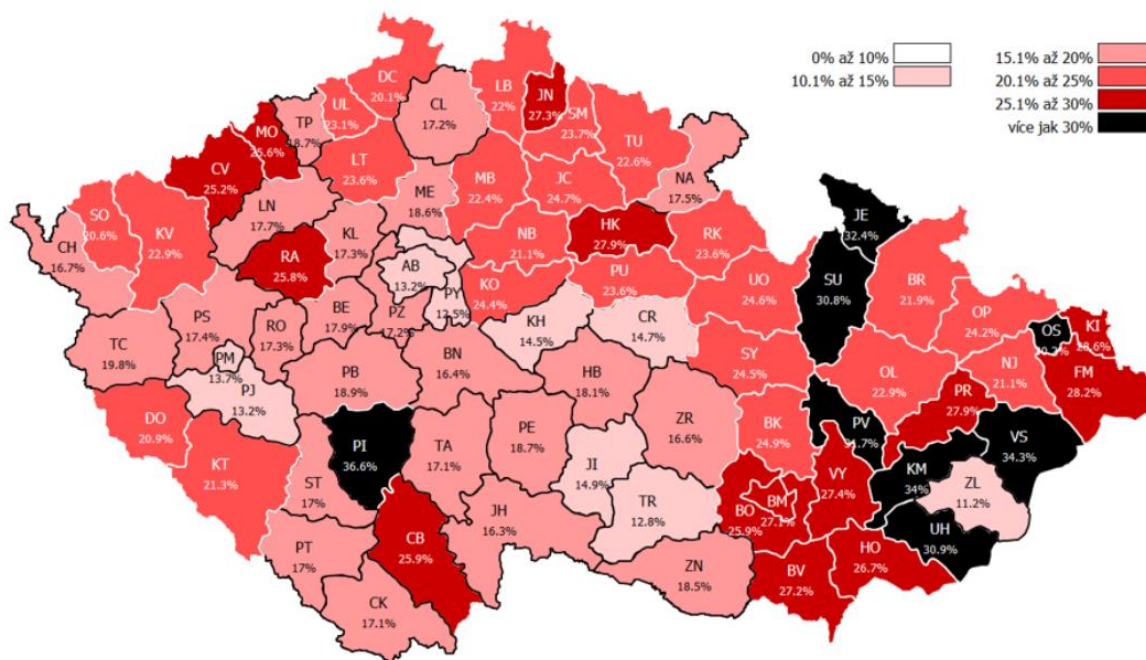 0% až 10%
10.1% až 15%
15.1% až 20%
20.1% až 25%
25.1% až 30%
více jak 30%
DC
20.1%
LB
22%
JN
27.3%
SM
23.7%
UL
23.1%
TP
18.7%
MO
25.6%
CL
17.2%
TU
22.6%
CV
25.2%
LT
23.6%
MB
22.4%
JC
24.7%
NA
17.5%
ME
18.6%
LN
17.7%
SO
20.6%
KV
22.9%
CH
16.7%
RA
25.8%
KL
17.3%
AB
13.2%
PY
12.5%
NB
21.1%
HK
27.9%
RK
23.6%
JE
32.4%
SU
30.8%
BR
21.9%
KO
24.4%
PU
23.6%
UO
24.6%
OP
24.2%
OS
KI
28.6%
PS
17.4%
RO
17.3%
BE
17.9%
PZ
17.2%
KH
14.5%
CR
14.7%
TC
19.8%
PM
13.7%
PJ
13.2%
PB
18.9%
BN
16.4%
HB
18.1%
SY
24.5%
OL
22.9%
NJ
21.1%
FM
28.2%
PR
27.9%
DO
20.9%
KT
21.3%
PI
36.6%
TA
17.1%
PE
18.7%
ZR
16.6%
BK
24.9%
PV
VS
34.3%
JI
14.9%
ST
17%
KM
34%
VY
27.4%
ZL
11.2%
BO
25.9%
BM
27.1%
TR
12.8%
JH
16.3%
CB
25.9%
UH
30.9%
HO
26.7%
PT
17%
ZN
18.5%
BV
27.2%
CK
17.1%